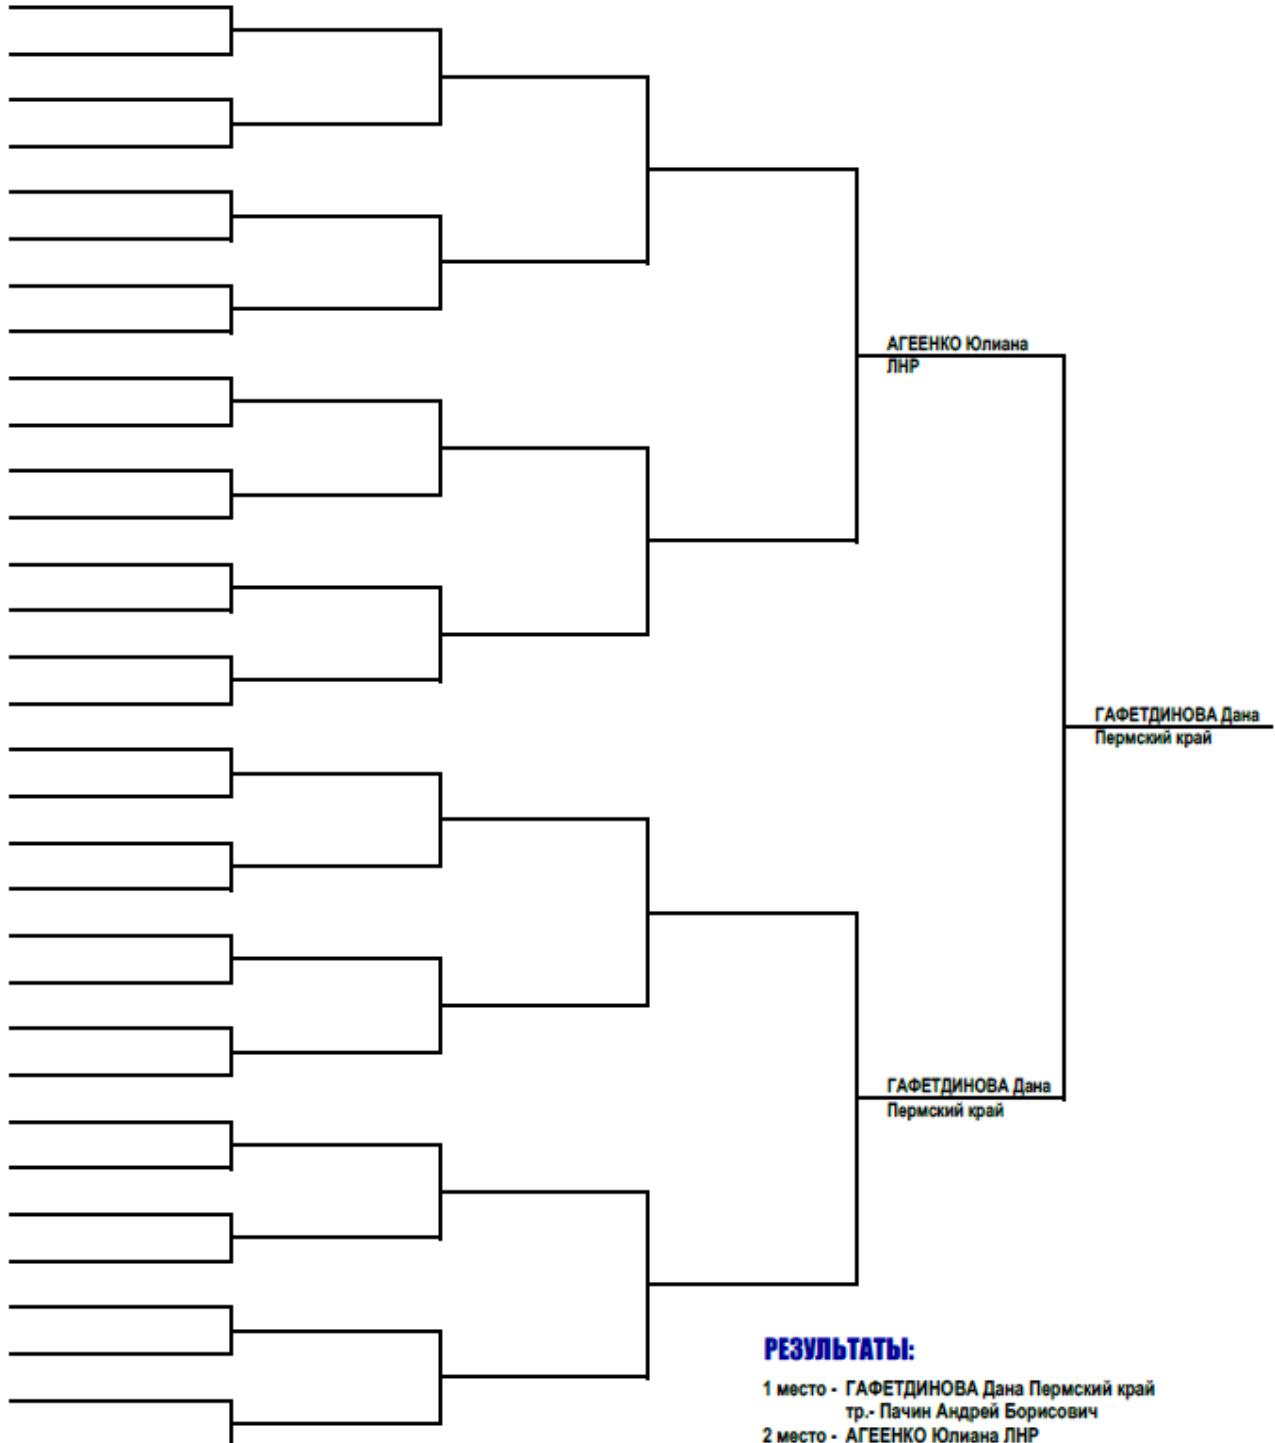 АГЕЕНКО Юлиана
ЛНР
ГАФЕТДИНОВА Дана
Пермский край
ГАФЕТДИНОВА Дана
Пермский край
РЕЗУЛЬТАТЫ:
1 место - ГАФЕТДИНОВА Дана Пермский край
тр.- Пачин Андрей Борисович
2 место - АГЕЕНКО Юлиана ЛНР